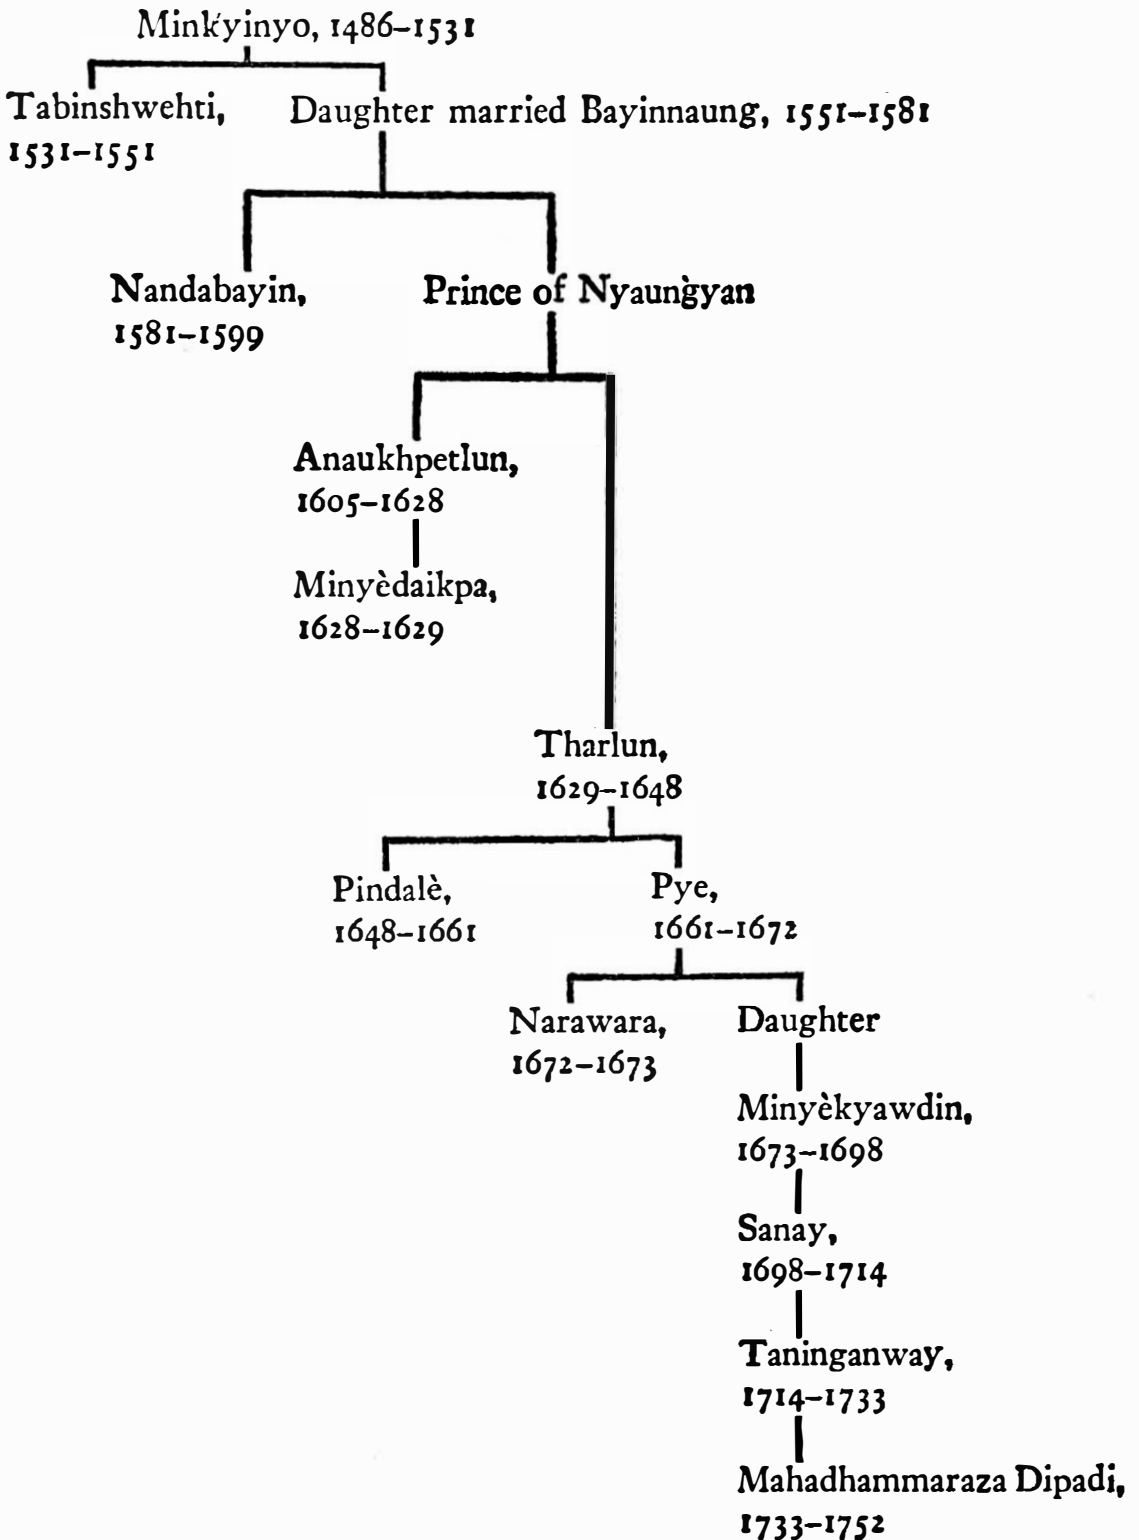 Minkyinyo, 1486–1531
Tabinshwehti,
1531–1551
Daughter married Bayinnaung, 1551–1581
Nandabayin,
1581–1599
Prince of Nyaungyan
Anaukhpetlun,
1605–1628
Minyèdaikpa,
1628–1629
Tharlun,
1629–1648
Pindalè,
1648–1661
Pye,
1661–1672
Narawara,
1672–1673
Daughter
Minyèkyawdin,
1673–1698
Sanay,
1698–1714
Taninganway,
1714–1733
Mahadhammaraza Dipadi,
1733–1752